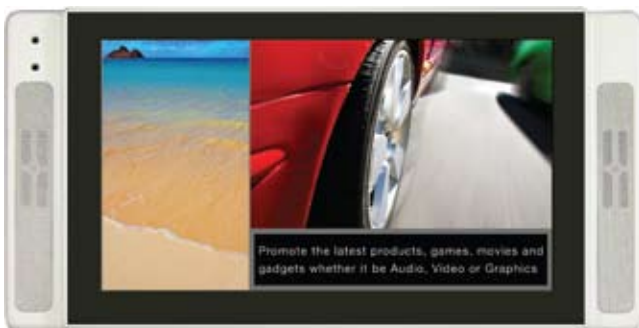 Promote the latest products, games, movies and
gadgets whether it be Audio, Video or Graphics